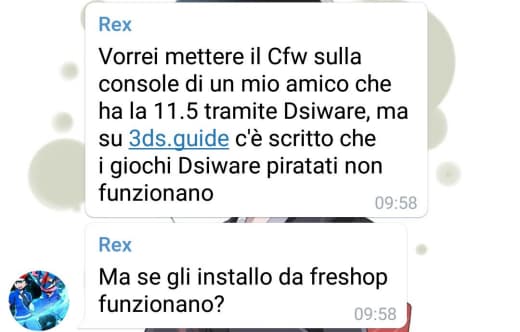 Rex
Vorrei mettere il Cfw sulla
console di un mio amico che
ha la 11.5 tramite Dsiware, ma
su 3ds.guide c'è scritto che
i giochi Dsiware piratati non
funzionano
09:58
Rex
Ma se gli installo da freshop
funzionano?
09:58